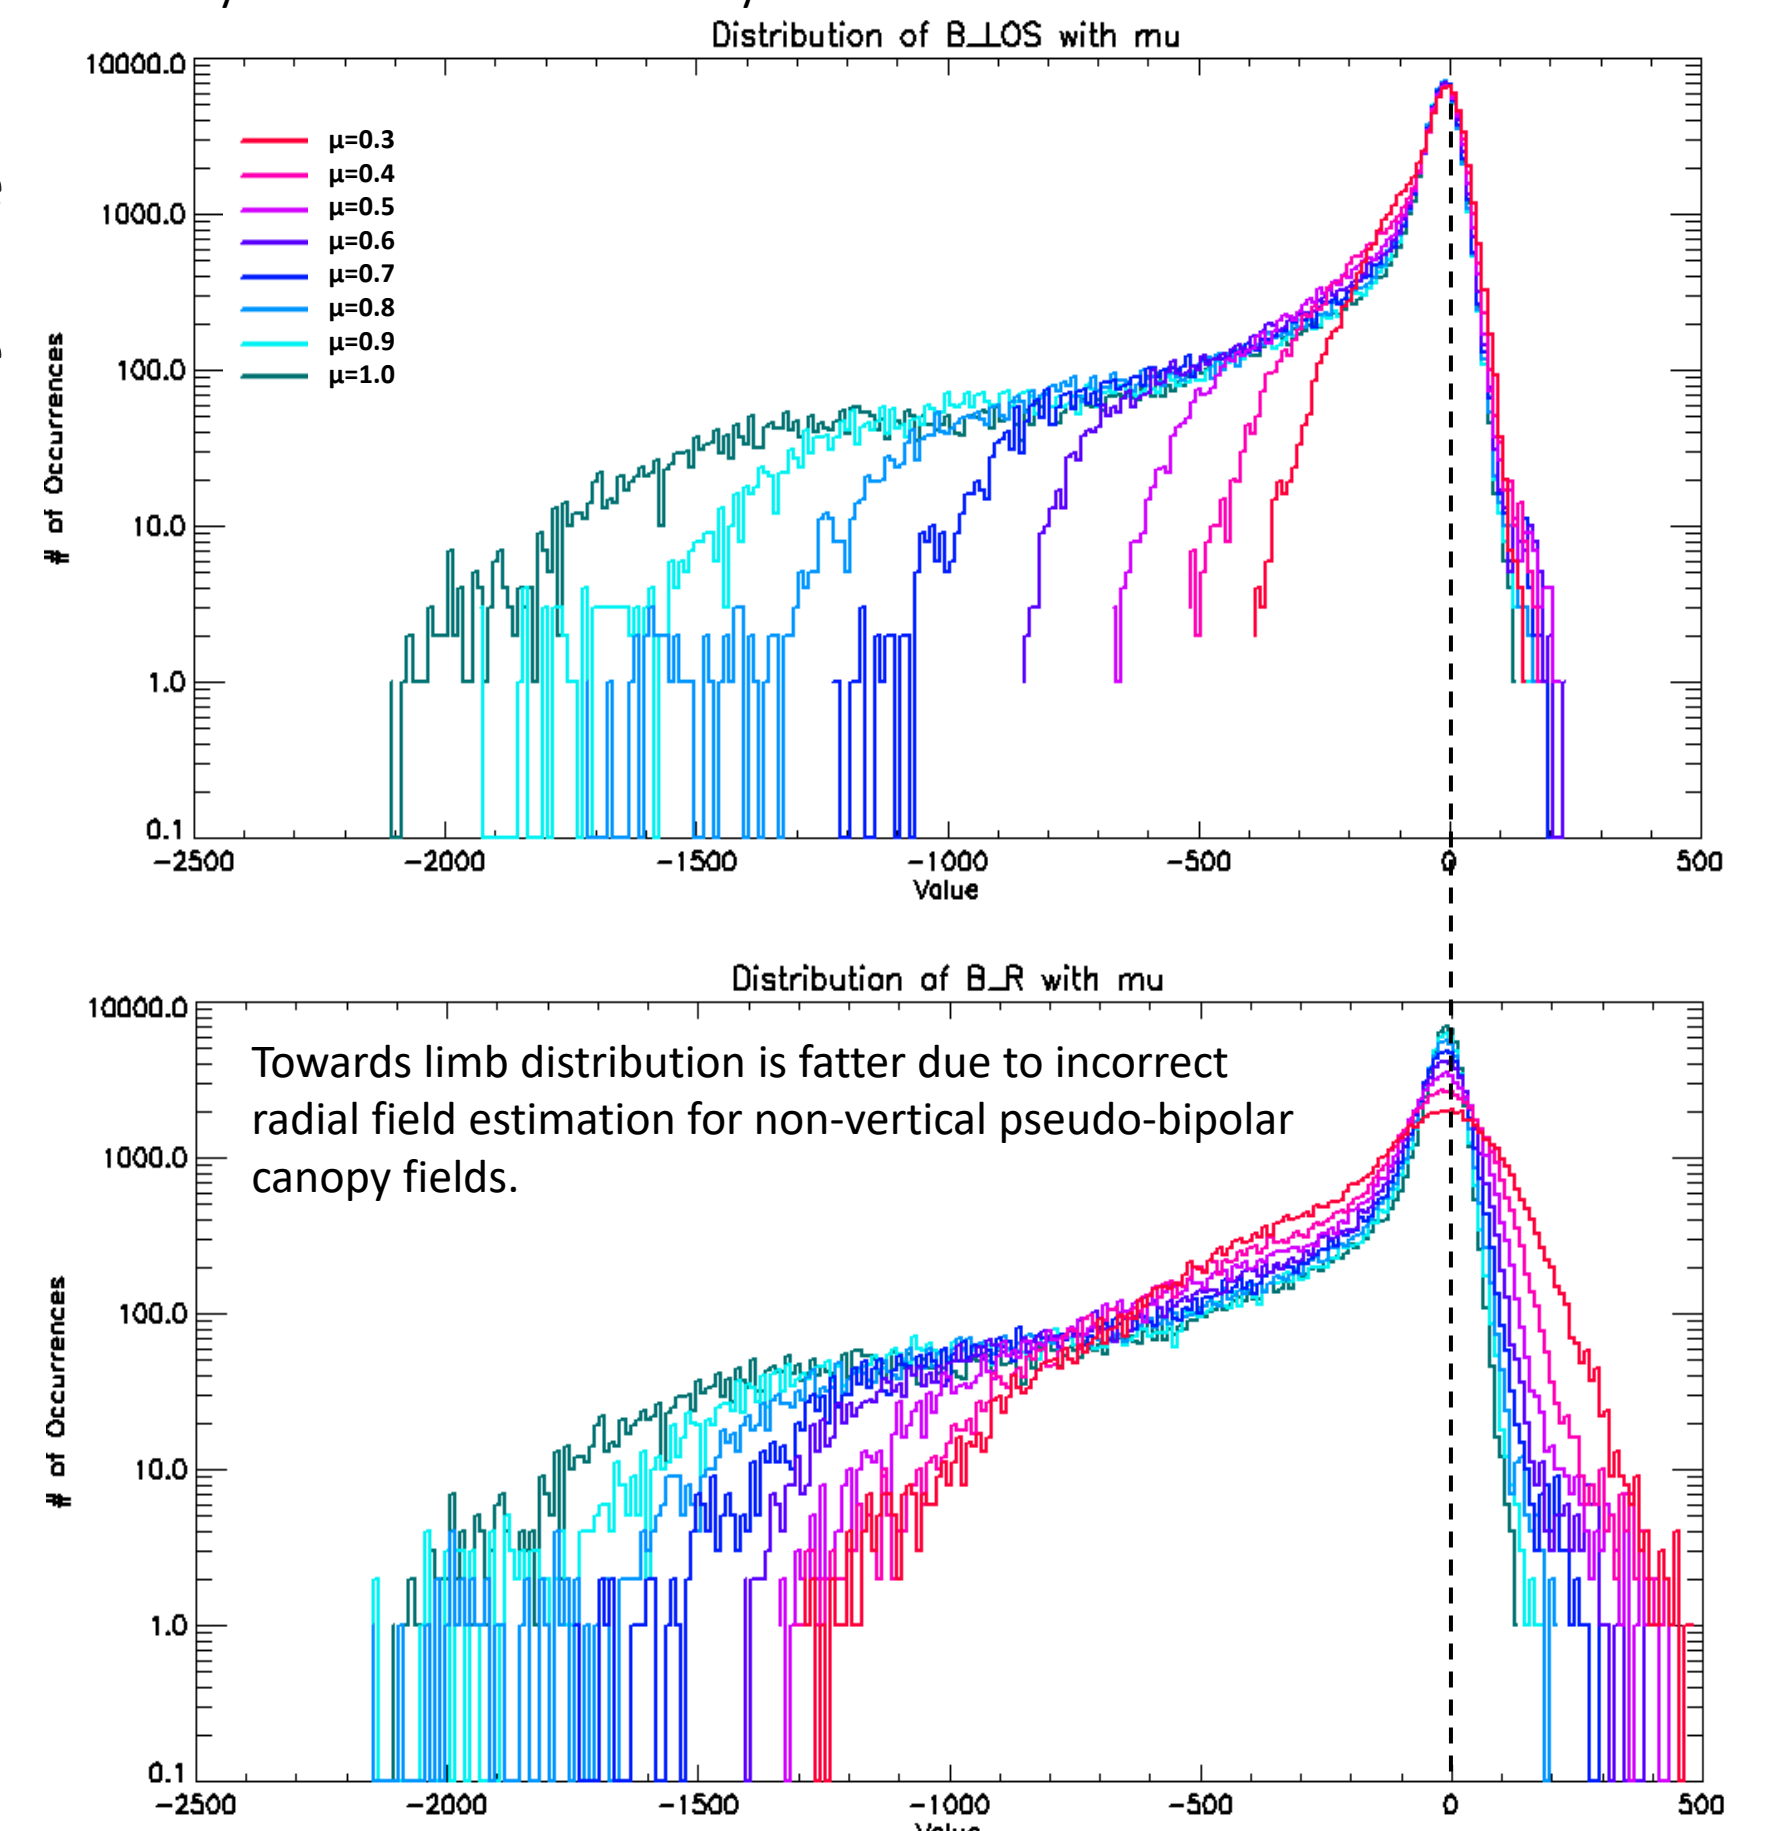 Distribution of B_LOS with mu
10000.0
1000.0
100.0
10.0
1.0
0.1
# of Occurrences
μ=0.3
μ=0.4
μ=0.5
μ=0.6
μ=0.7
μ=0.8
μ=0.9
μ=1.0
-2500
-2000
-1500
-1000
-500
0
500
Value
Distribution of B_R with mu
10000.0
1000.0
100.0
10.0
1.0
0.1
# of Occurrences
Towards limb distribution is fatter due to incorrect
radial field estimation for non-vertical pseudo-bipolar
canopy fields.
-2500
-2000
-1500
-1000
-500
0
500
Value